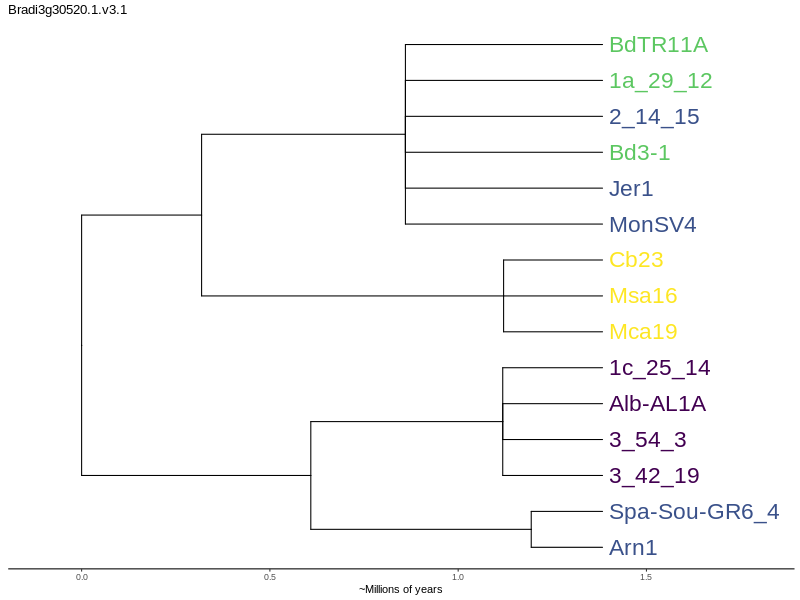 Bradi3g30520.1.v3.1
BdTR11A
1a_29_12
2_14_15
Bd3-1
Jer1
MonSV4
Cb23
Msa16
Mca19
1c_25_14
Alb-AL1A
3_54_3
3_42_19
Spa-Sou-GR6_4
Arn1
0.0 0.5 1.0 1.5
~Millions of years